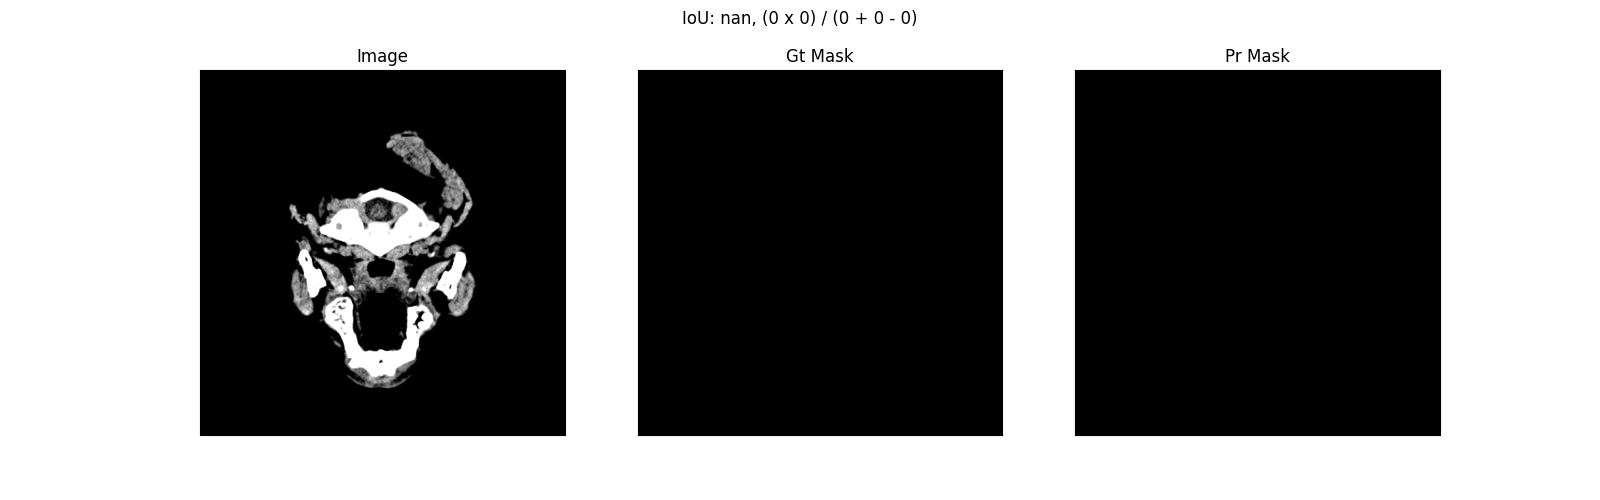 IoU: nan, (0 x 0) / (0 + 0 - 0)
Image
Gt Mask
Pr Mask